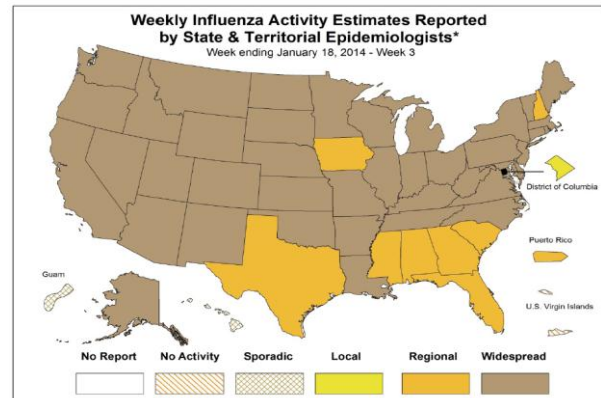 Weekly Influenza Activity Estimates Reported
by State & Territorial Epidemiologists*
Week ending January 18, 2014 - Week 3
District of Columbia
Puerto Rico
Guam
U.S. Virgin Islands
No Report No Activity Sporadic Local Regional Widespread